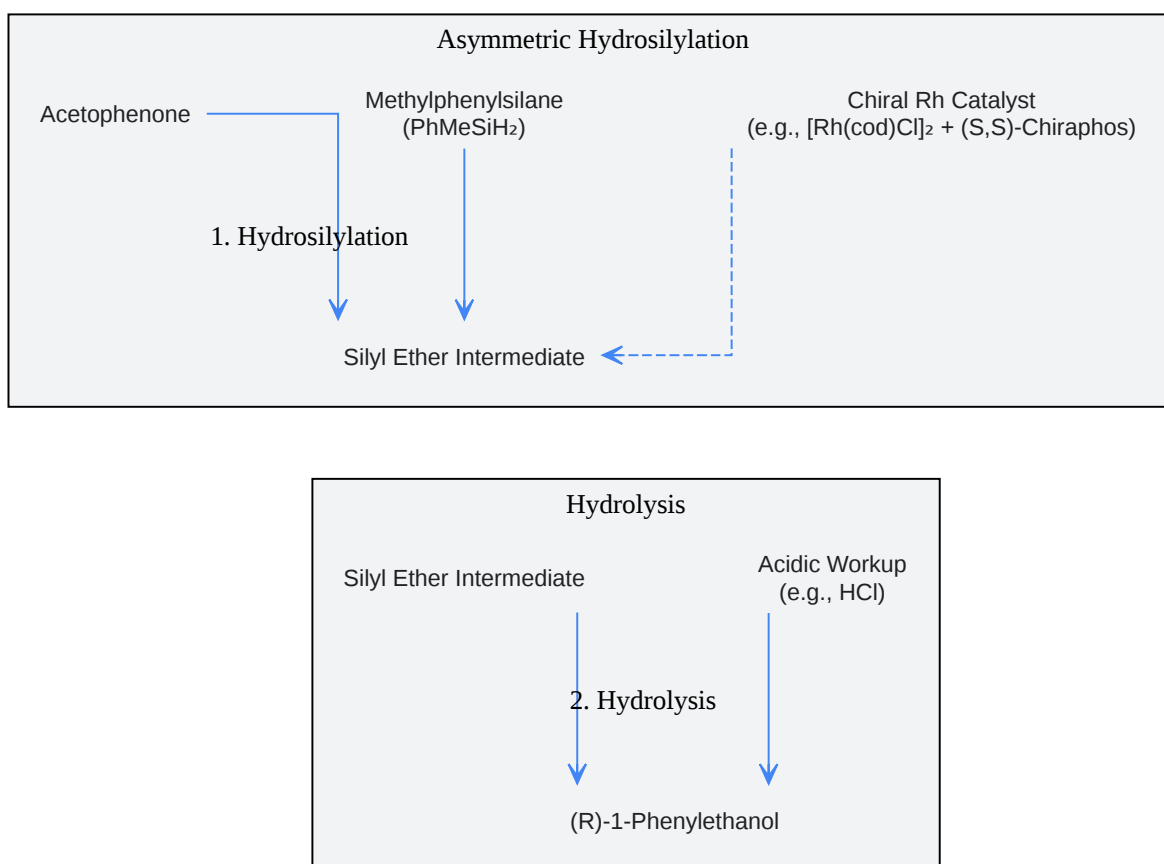 Asymmetric Hydrosilylation
Acetophenone
Methylphenylsilane
(PhMeSiH₂)
Chiral Rh Catalyst
(e.g., [Rh(cod)Cl]₂ + (S,S)-Chiraphos)
1. Hydrosilylation
Silyl Ether Intermediate
Hydrolysis
Silyl Ether Intermediate
Acidic Workup
(e.g., HCl)
2. Hydrolysis
(R)-1-Phenylethanol